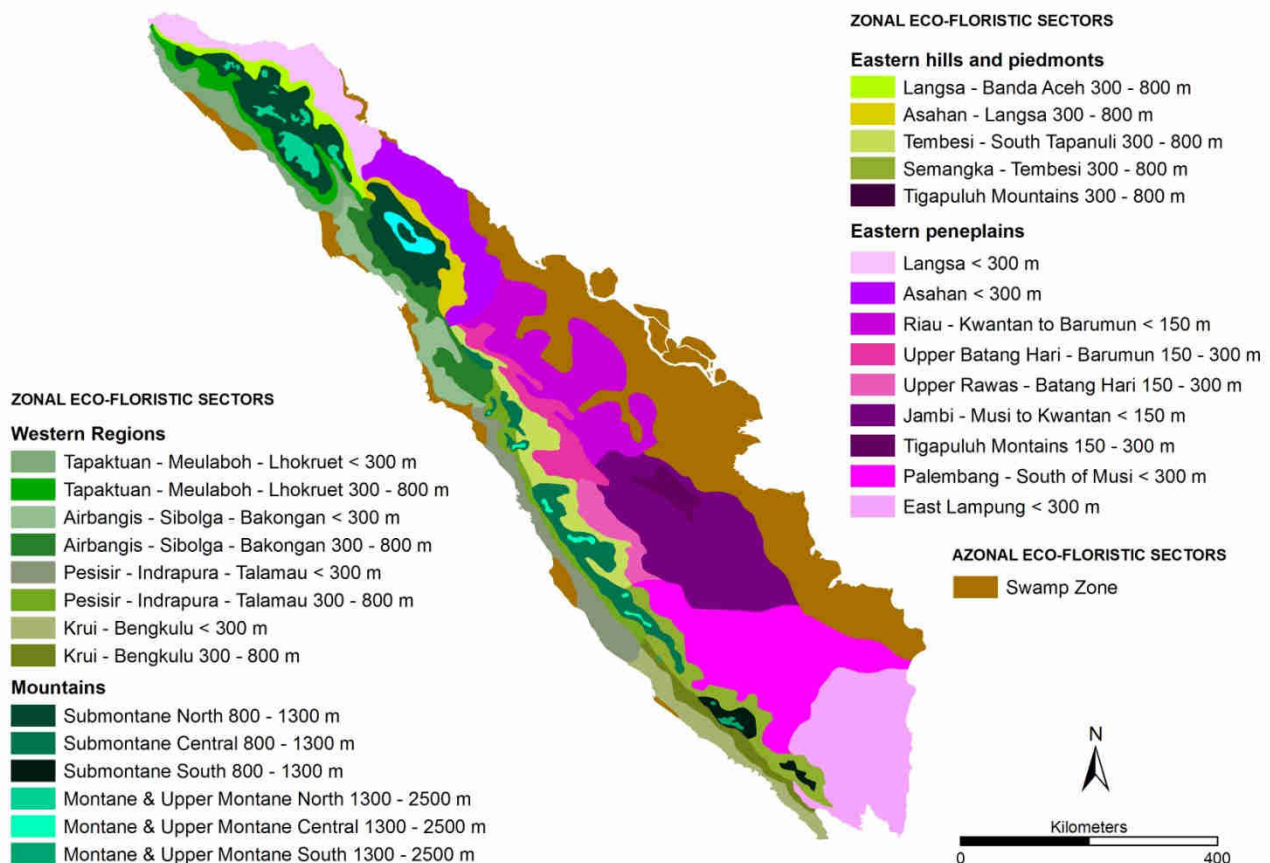 ZONAL ECO-FLORISTIC SECTORS
Eastern hills and piedmonts
Langsa - Banda Aceh 300 - 800 m
Asahan - Langsa 300 - 800 m
Tembesi - South Tapanuli 300 - 800 m
Semangka - Tembesi 300 - 800 m
Tigapuluh Mountains 300 - 800 m
Eastern peneplains
Langsa < 300 m
Asahan < 300 m
Riau - Kwantan to Barumun < 150 m
Upper Batang Hari - Barumun 150 - 300 m
Upper Rawas - Batang Hari 150 - 300 m
Jambi - Musi to Kwantan < 150 m
Tigapuluh Montains 150 - 300 m
Palembang - South of Musi < 300 m
East Lampung < 300 m
AZONAL ECO-FLORISTIC SECTORS
Swamp Zone
ZONAL ECO-FLORISTIC SECTORS
Western Regions
Tapaktuan - Meulaboh - Lhokruet < 300 m
Tapaktuan - Meulaboh - Lhokruet 300 - 800 m
Airbangis - Sibolga - Bakongan < 300 m
Airbangis - Sibolga - Bakongan 300 - 800 m
Pesisir - Indrapura - Talamau < 300 m
Pesisir - Indrapura - Talamau 300 - 800 m
Krui - Bengkulu < 300 m
Krui - Bengkulu 300 - 800 m
Mountains
Submontane North 800 - 1300 m
Submontane Central 800 - 1300 m
Submontane South 800 - 1300 m
Montane & Upper Montane North 1300 - 2500 m
Montane & Upper Montane Central 1300 - 2500 m
Montane & Upper Montane South 1300 - 2500 m
N
Kilometers
0 400